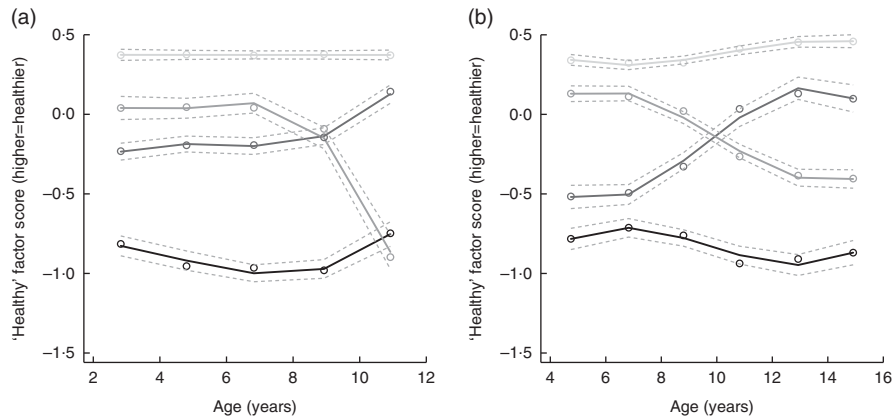 (a)
0·5
0·0
–0·5
–1·0
–1·5
'Healthy' factor score (higher=healthier)
2 4 6 8 10 12
Age (years)
(b)
0·5
0·0
–0·5
–1·0
–1·5
'Healthy' factor score (higher=healthier)
4 6 8 10 12 14 16
Age (years)